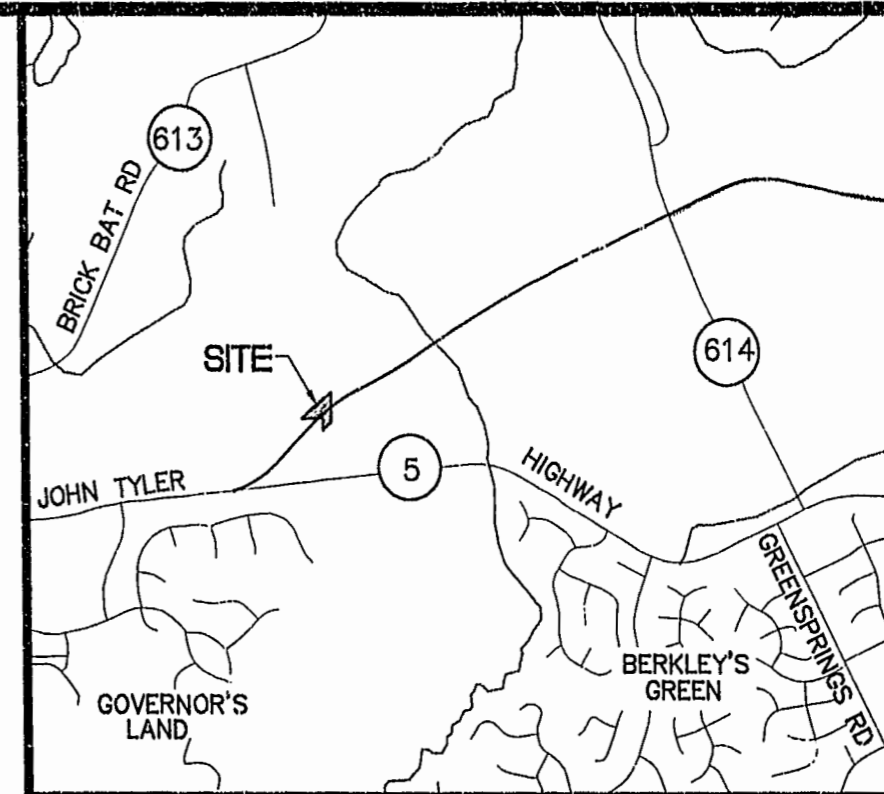 613
BRICK BAT RD
SITE
614
5
JOHN TYLER
HIGHWAY
GREENSPRINGS RD
BERKLEY'S
GREEN
GOVERNOR'S
LAND